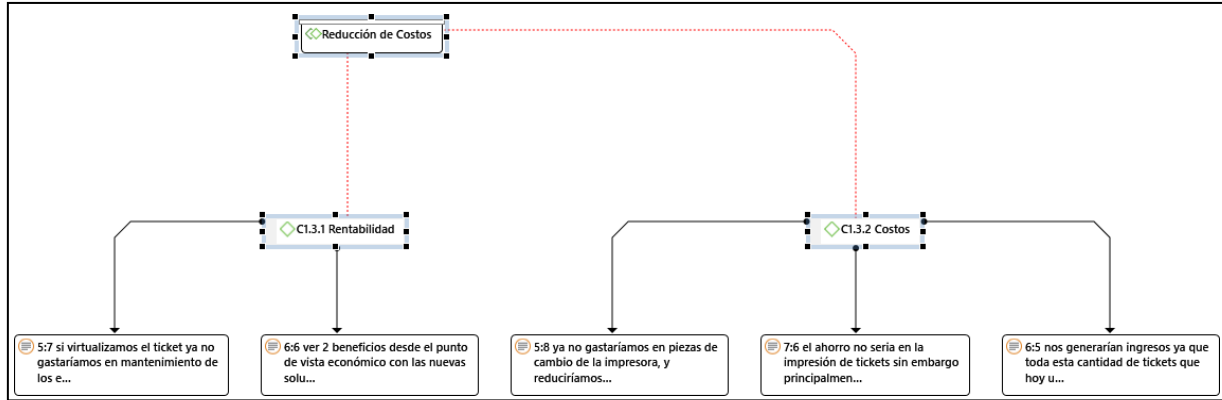 Reducción de Costos
C1.3.1 Rentabilidad
C1.3.2 Costos
5:7 si virtualizamos el ticket ya no
gastaríamos en mantenimiento de
los e...
6:6 ver 2 beneficios desde el punto
de vista económico con las nuevas
solu...
5:8 ya no gastaríamos en piezas de
cambio de la impresora, y
reduciríamos...
7:6 el ahorro no seria en la
impresión de tickets sin embargo
principalmen...
6:5 nos generarían ingresos ya que
toda esta cantidad de tickets que
hoy u...